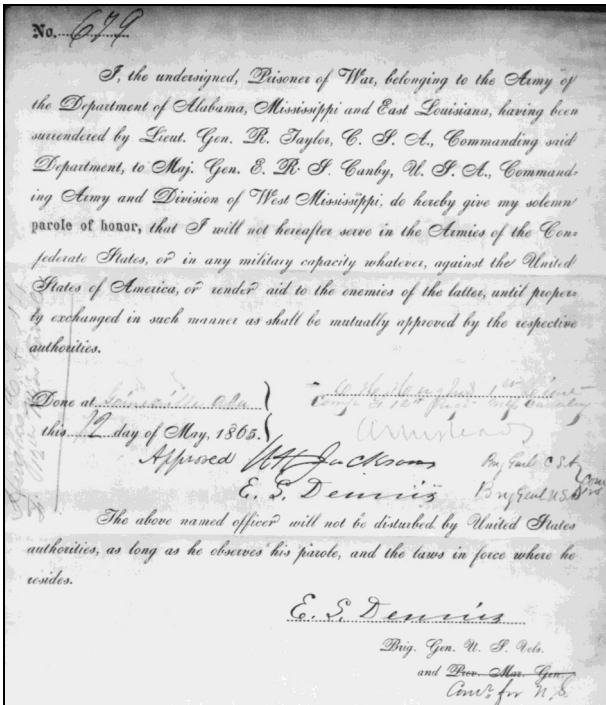 No. 679
I, the undersigned, Prisoner of War, belonging to the Army of
the Department of Alabama, Mississippi and East Louisiana, having been
surrendered by Lieut. Gen. R. Taylor, C. S. A., Commanding said
Department, to Maj. Gen. E. R. S. Canby, U. S. A., Command-
ing Army and Division of West Mississippi, do hereby give my solemn
parole of honor, that I will not hereafter serve in the Armies of the Con-
federate States, or in any military capacity whatever, against the United
States of America, or render aid to the enemies of the latter, until proper-
ly exchanged in such manner as shall be mutually approved by the respective
authorities.
Done at Gainesville Ala
this 12 day of May, 1865.
Armisteads
Approved W H Jackson Brig Genl C.S.A
E. S. Dennis Brig Genl U.S.
The above named officer will not be disturbed by United States
authorities, as long as he observes his parole, and the laws in force where he
resides.
E. S. Dennis
Brig. Gen. U. S. Vols.
and Prov. Mar. Gen.
Comr for U.S.